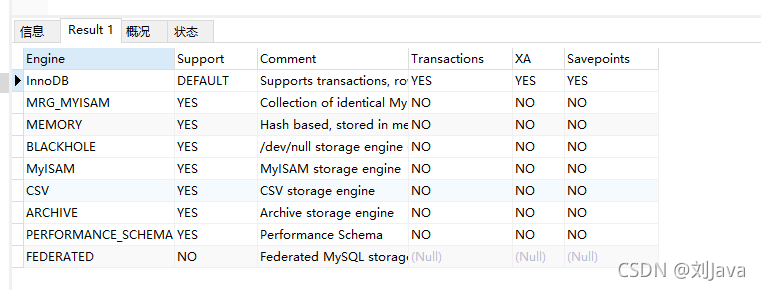 信息 Result 1 概况 状态
Engine Support Comment Transactions XA Savepoints
InnoDB DEFAULT Supports transactions, ro YES YES YES
MRG_MYISAM YES Collection of identical My NO NO NO
MEMORY YES Hash based, stored in me NO NO NO
BLACKHOLE YES /dev/null storage engine NO NO NO
MyISAM YES MyISAM storage engine NO NO NO
CSV YES CSV storage engine NO NO NO
ARCHIVE YES Archive storage engine NO NO NO
PERFORMANCE_SCHEMA YES Performance Schema NO NO NO
FEDERATED NO Federated MySQL storage (Null) (Null) (Null)
CSDN @刘Java